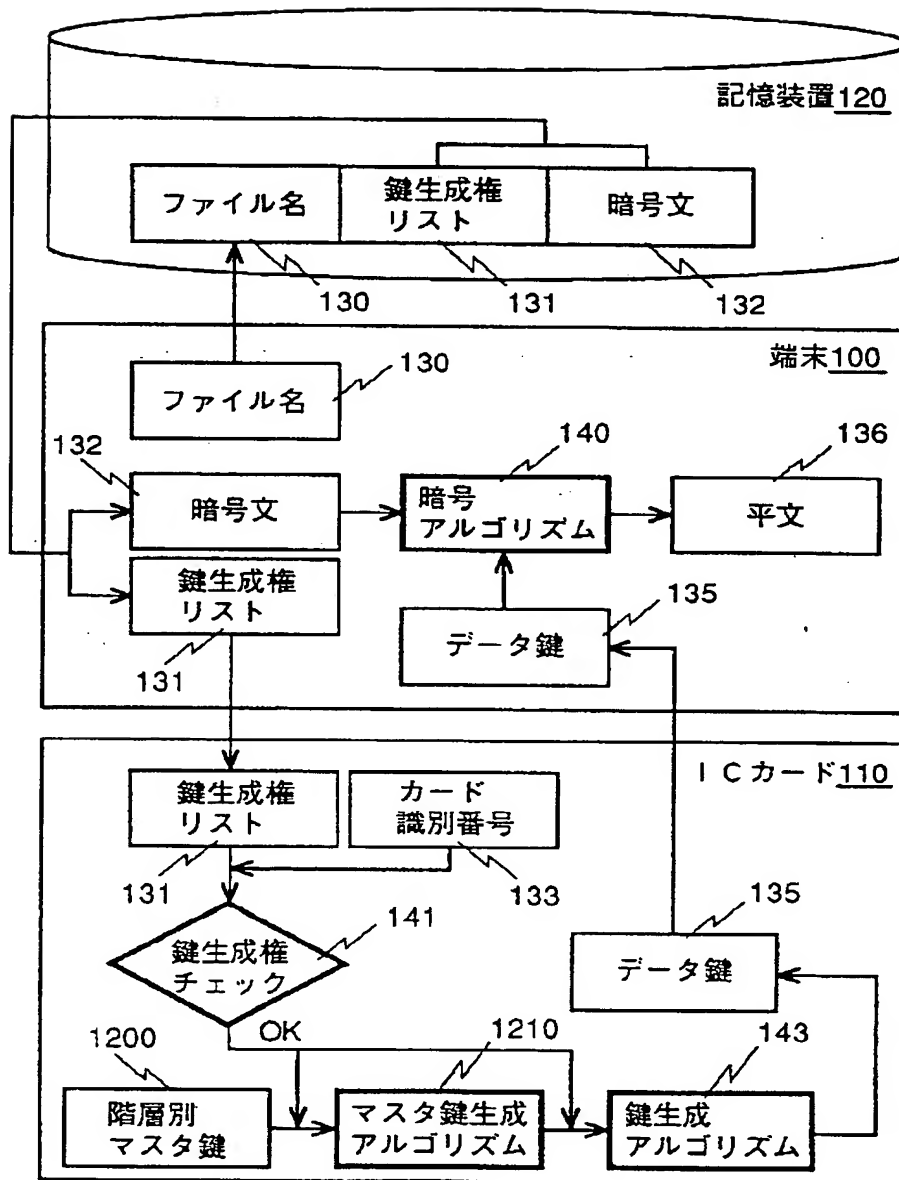 記憶装置120
ファイル名
鍵生成権
リスト
暗号文
130
131
132
端末100
130
ファイル名
132
暗号文
140
暗号
アルゴリズム
136
平文
鍵生成権
リスト
131
135
データ鍵
ICカード110
鍵生成権
リスト
131
カード
識別番号
133
141
鍵生成権
チェック
OK
135
データ鍵
1200
階層別
マスタ鍵
1210
マスタ鍵生成
アルゴリズム
143
鍵生成
アルゴリズム